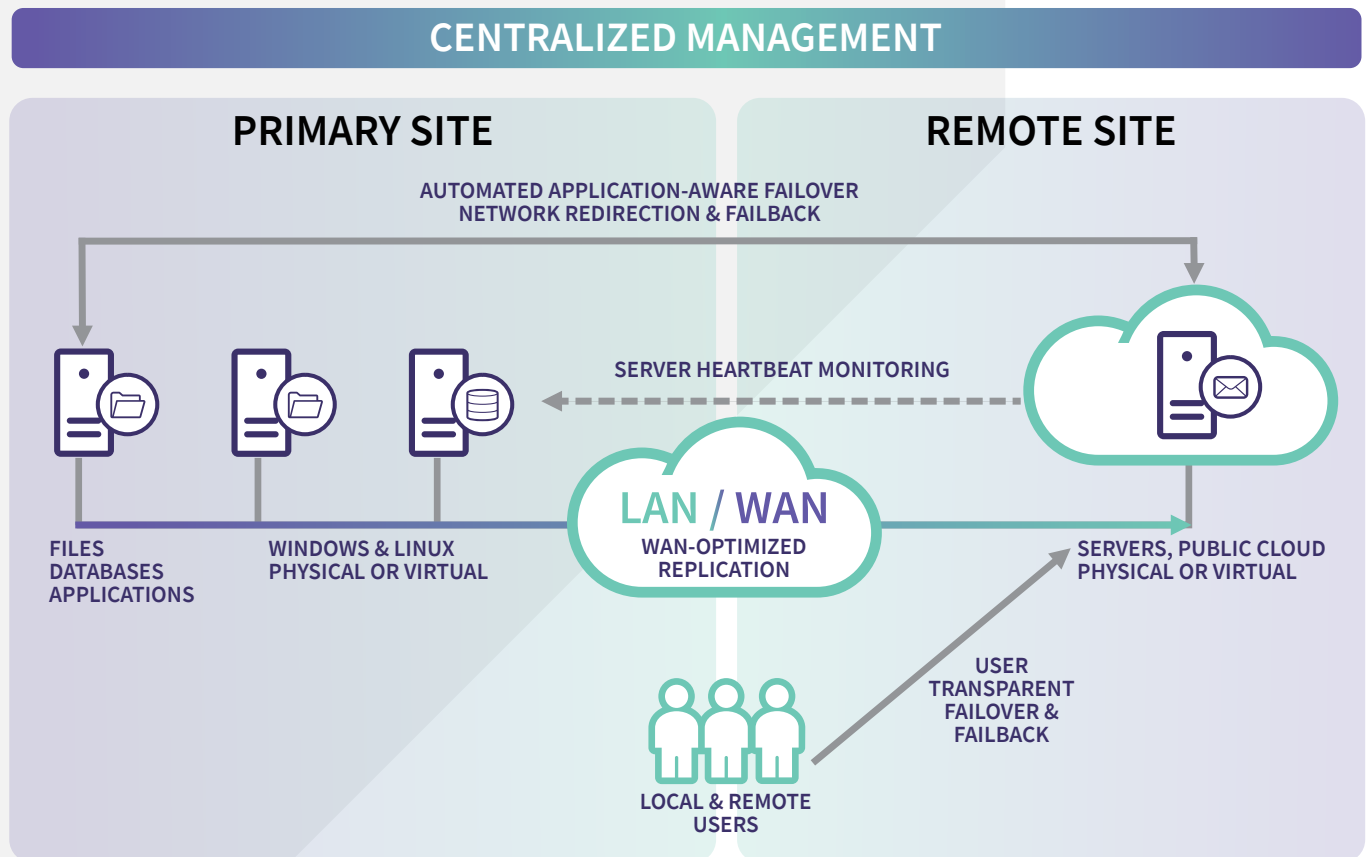 CENTRALIZED MANAGEMENT
PRIMARY SITE
REMOTE SITE
AUTOMATED APPLICATION-AWARE FAILOVER
NETWORK REDIRECTION & FAILBACK
SERVER HEARTBEAT MONITORING
LAN / WAN
WAN-OPTIMIZED
REPLICATION
FILES
DATABASES
APPLICATIONS
WINDOWS & LINUX
PHYSICAL OR VIRTUAL
SERVERS, PUBLIC CLOUD
PHYSICAL OR VIRTUAL
USER
TRANSPARENT
FAILOVER &
FAILBACK
LOCAL & REMOTE
USERS